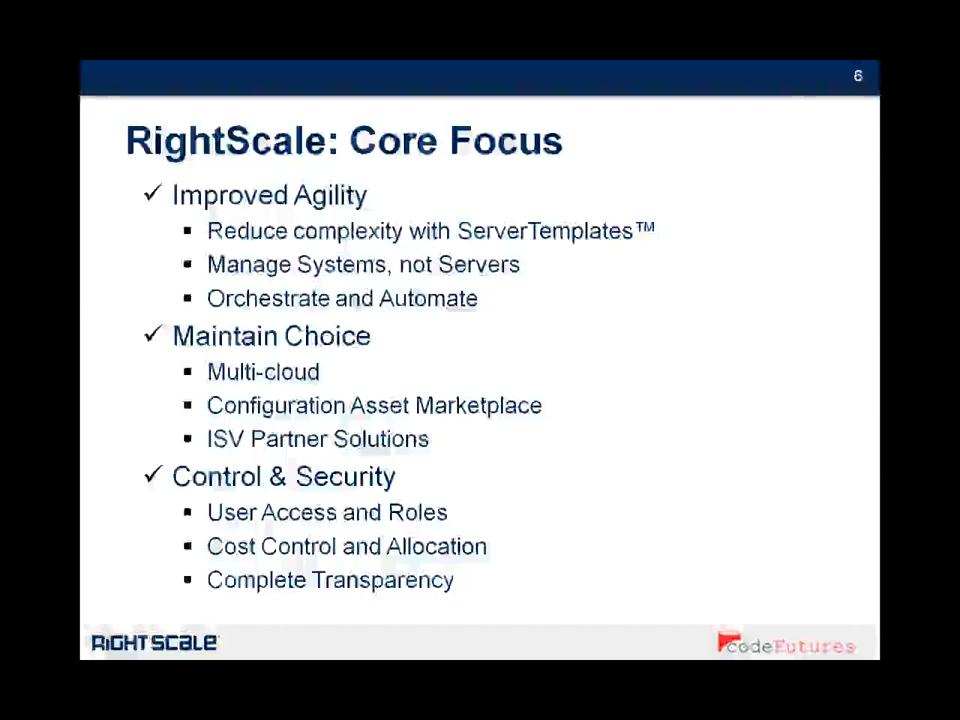 6
RightScale: Core Focus
✓ Improved Agility
▪ Reduce complexity with ServerTemplates™
▪ Manage Systems, not Servers
▪ Orchestrate and Automate
✓ Maintain Choice
▪ Multi-cloud
▪ Configuration Asset Marketplace
▪ ISV Partner Solutions
✓ Control & Security
▪ User Access and Roles
▪ Cost Control and Allocation
▪ Complete Transparency
RIGHTSCALE codeFutures